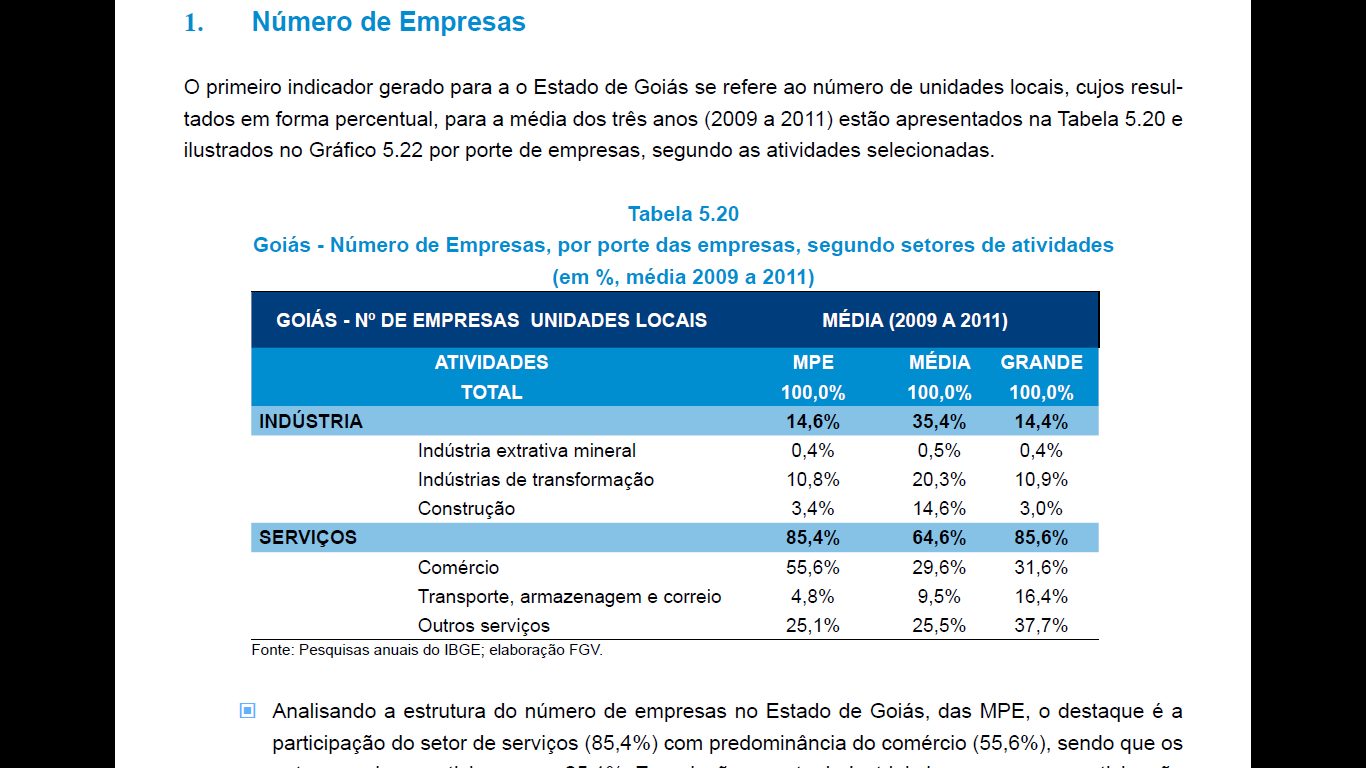 1. Número de Empresas
O primeiro indicador gerado para a o Estado de Goiás se refere ao número de unidades locais, cujos resul-
tados em forma percentual, para a média dos três anos (2009 a 2011) estão apresentados na Tabela 5.20 e
ilustrados no Gráfico 5.22 por porte de empresas, segundo as atividades selecionadas.
Tabela 5.20
Goiás - Número de Empresas, por porte das empresas, segundo setores de atividades
(em %, média 2009 a 2011)
GOIÁS - Nº DE EMPRESAS UNIDADES LOCAIS MÉDIA (2009 A 2011)
ATIVIDADES MPE MÉDIA GRANDE
TOTAL 100,0% 100,0% 100,0%
INDÚSTRIA 14,6% 35,4% 14,4%
Indústria extrativa mineral 0,4% 0,5% 0,4%
Indústrias de transformação 10,8% 20,3% 10,9%
Construção 3,4% 14,6% 3,0%
SERVIÇOS 85,4% 64,6% 85,6%
Comércio 55,6% 29,6% 31,6%
Transporte, armazenagem e correio 4,8% 9,5% 16,4%
Outros serviços 25,1% 25,5% 37,7%
Fonte: Pesquisas anuais do IBGE; elaboração FGV.
Analisando a estrutura do número de empresas no Estado de Goiás, das MPE, o destaque é a
participação do setor de serviços (85,4%) com predominância do comércio (55,6%), sendo que os